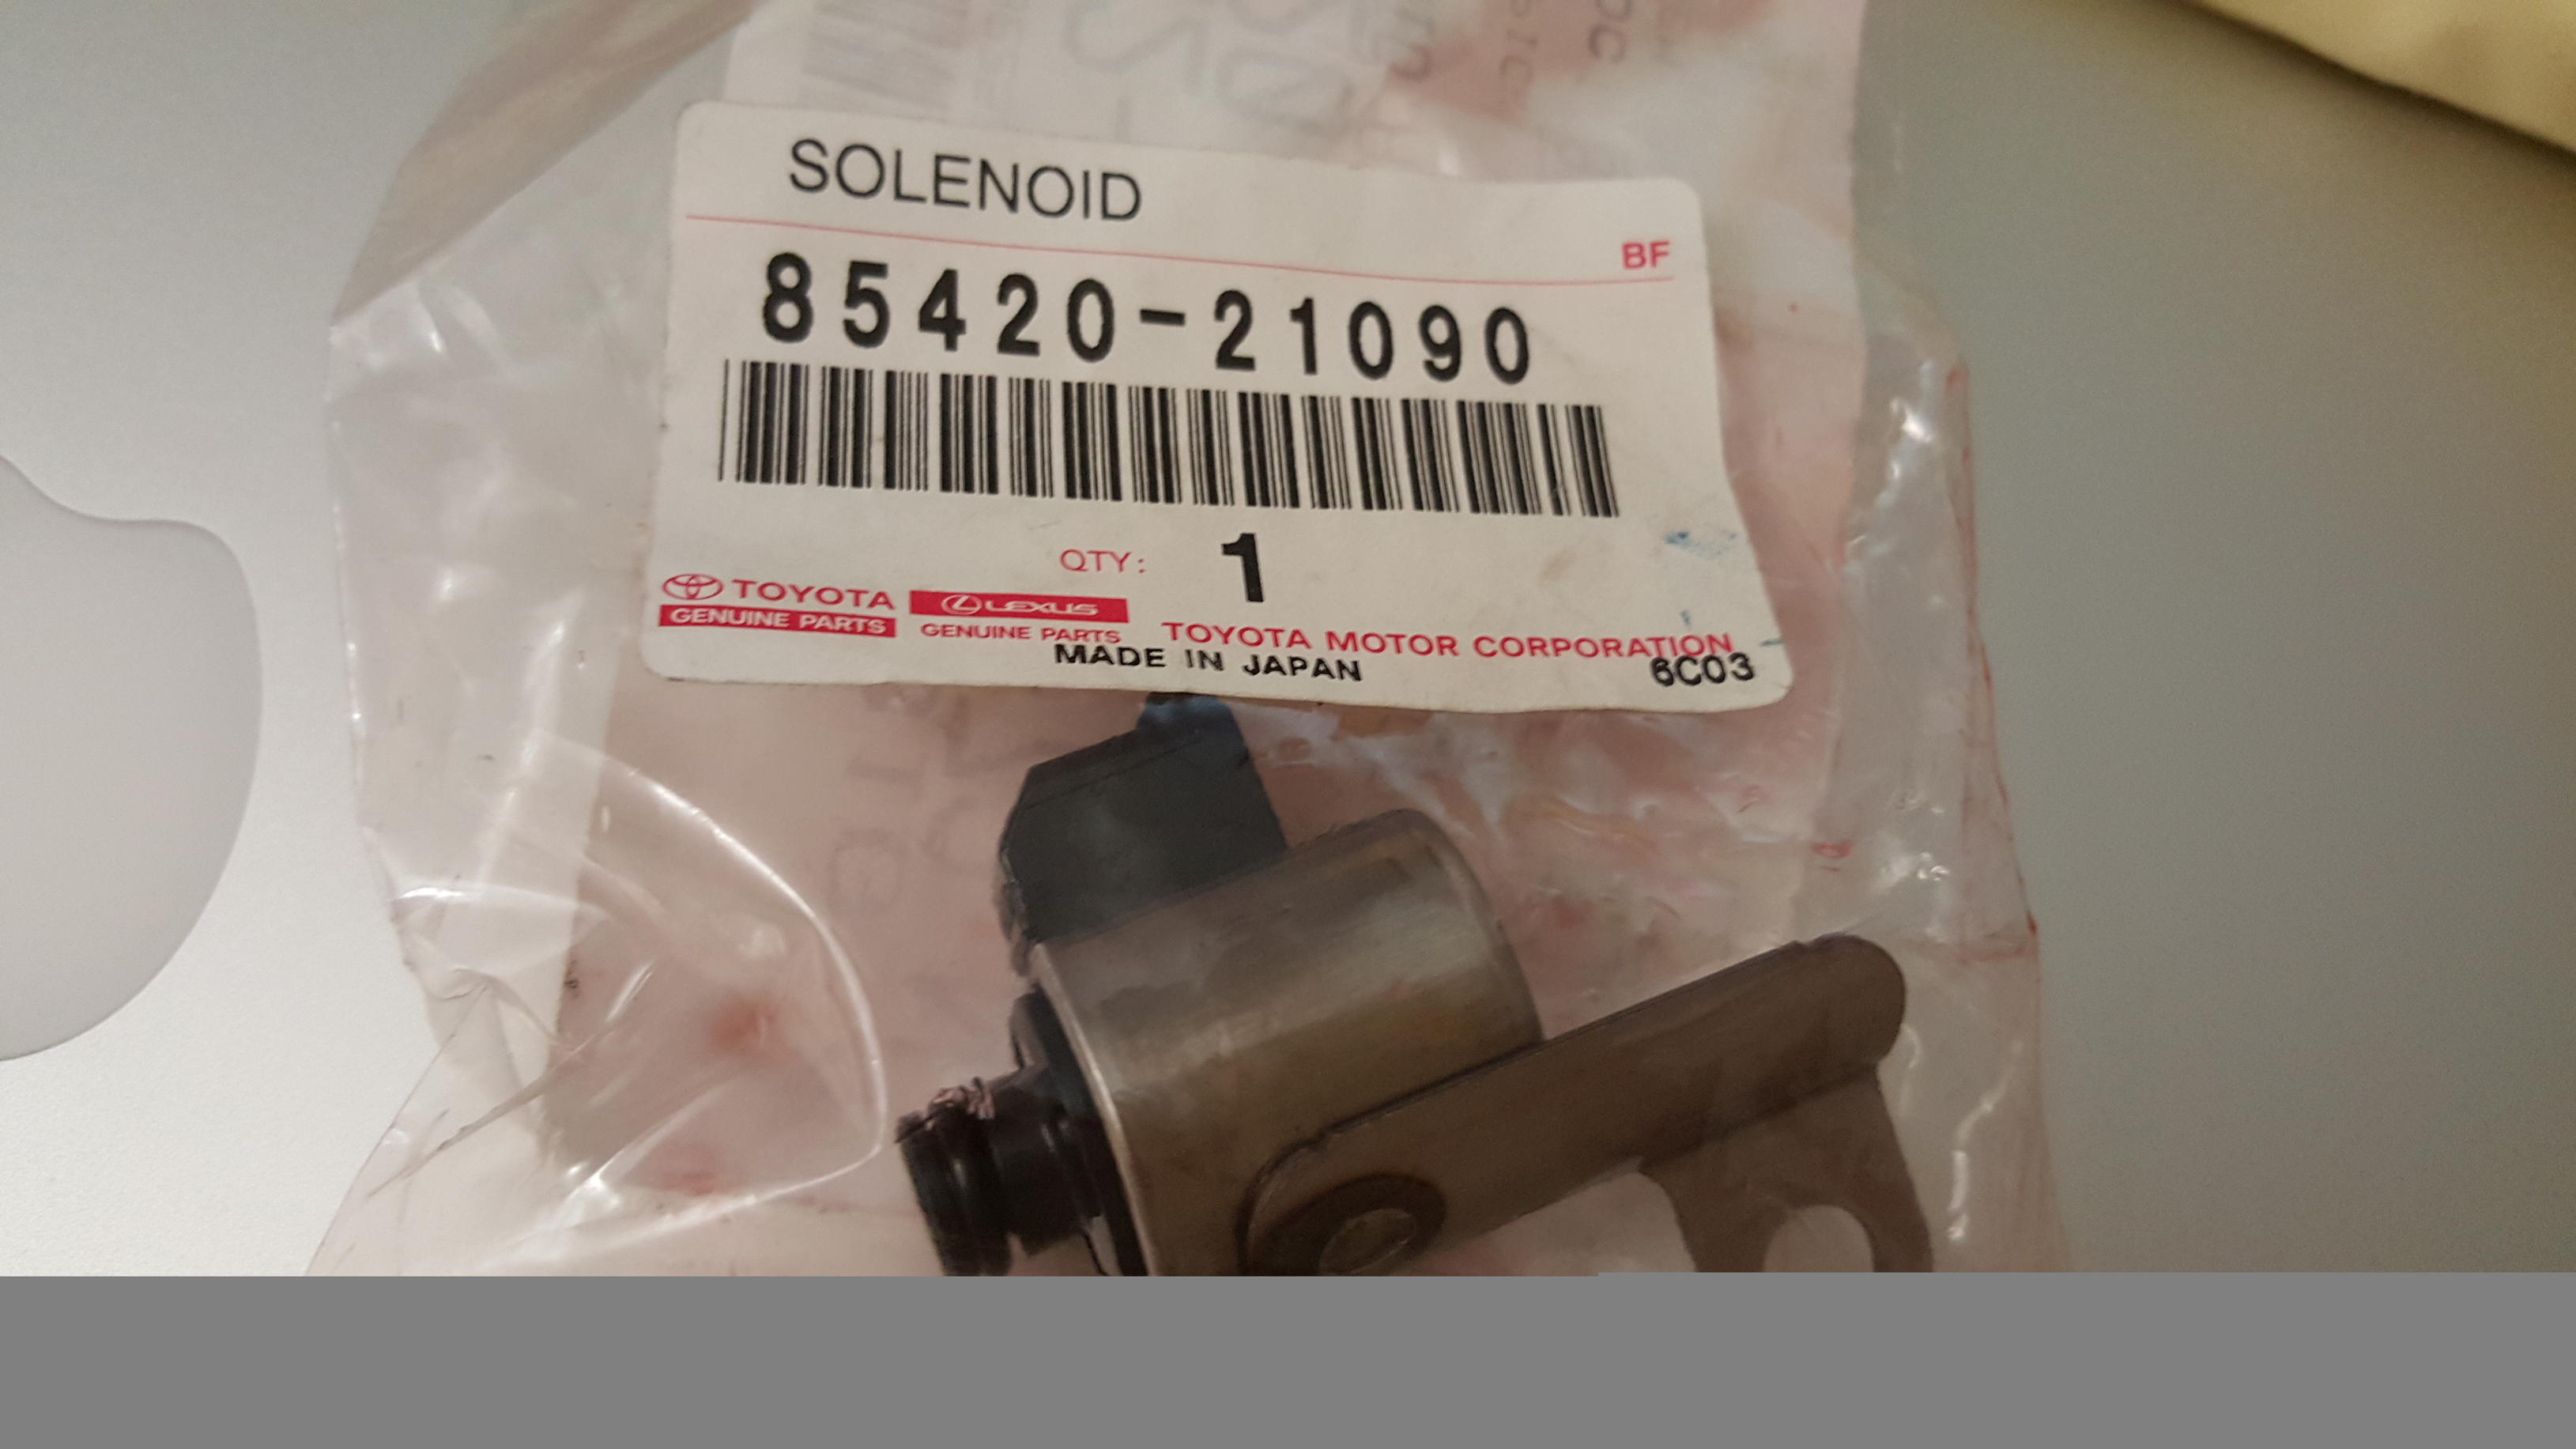 SOLENOID
BF
85420-21090
QTY: 1
TOYOTA
GENUINE PARTS
LEXUS
GENUINE PARTS
TOYOTA MOTOR CORPORATION
MADE IN JAPAN
6C03